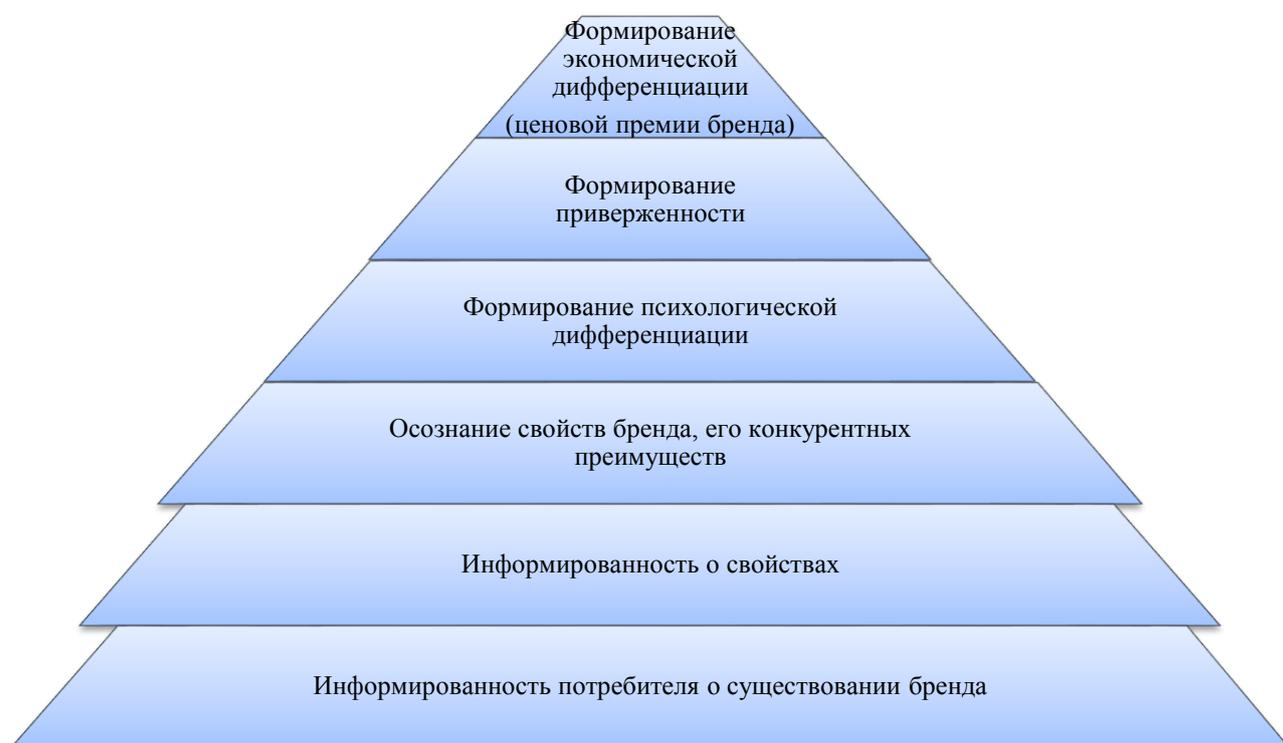 Формирование
экономической
дифференциации
(ценовой премии бренда)
Формирование
приверженности
Формирование психологической
дифференциации
Осознание свойств бренда, его конкурентных
преимуществ
Информированность о свойствах
Информированность потребителя о существовании бренда